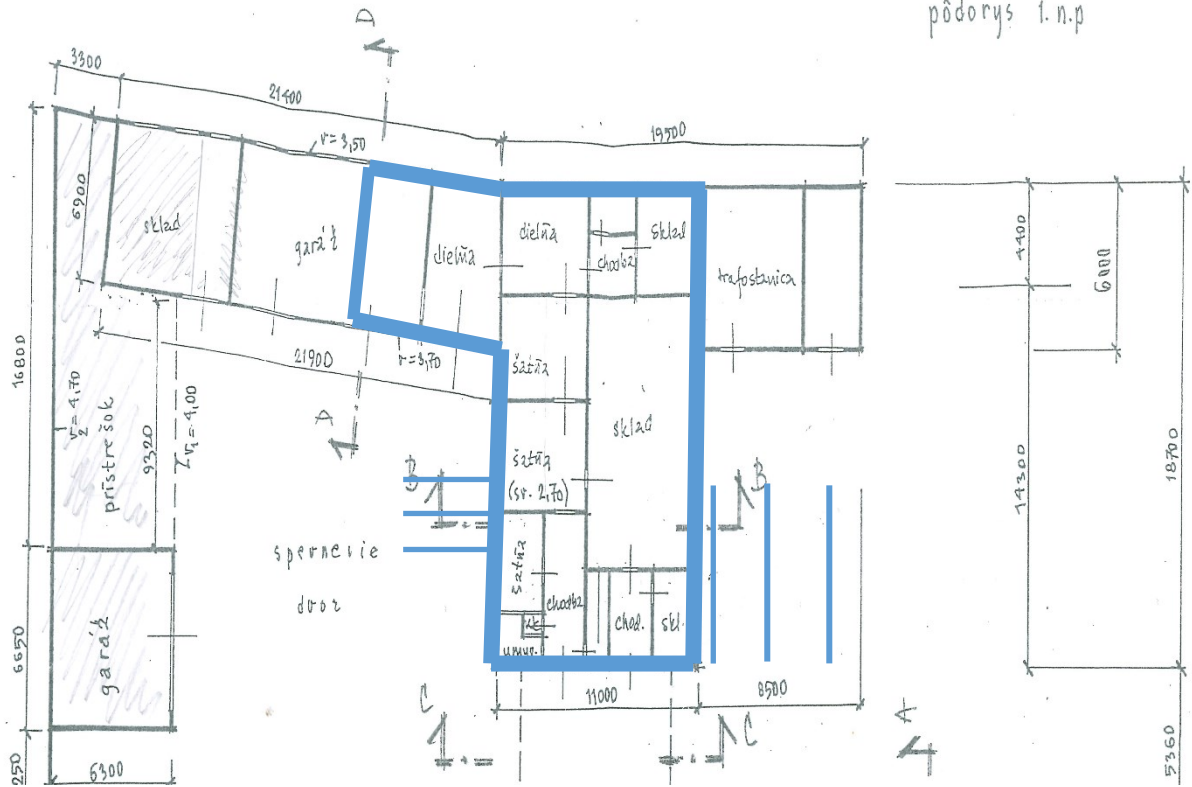 pôdorys 1.n.p
D
3300
21400
19500
v=3,50
6900
sklad
garáž
dielňa
dielňa
chodba
sklad
trafostanica
4400
6000
16800
v2=4,70
prístrešok
9320
v1=4,00
21900
v=3,70
A
šatňa
sklad
šatňa
(sv. 2,70)
B
B
14300
18700
spevnenie
dvor
šatňa
chodba
chod.
skl.
umyv.
garáž
6650
11000
8500
C
C
A
250
6300
5360